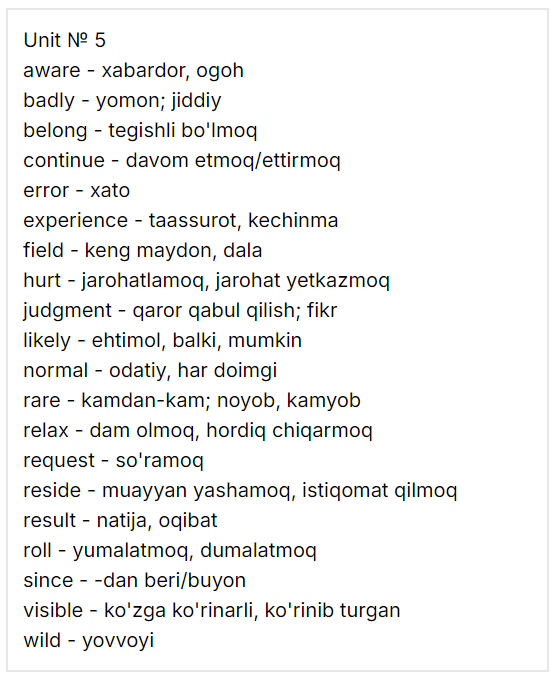 Unit № 5
aware - xabardor, ogoh
badly - yomon; jiddiy
belong - tegishli bo'lmoq
continue - davom etmoq/ettirmoq
error - xato
experience - taassurot, kechinma
field - keng maydon, dala
hurt - jarohatlamoq, jarohat yetkazmoq
judgment - qaror qabul qilish; fikr
likely - ehtimol, balki, mumkin
normal - odatiy, har doimgi
rare - kamdan-kam; noyob, kamyob
relax - dam olmoq, hordiq chiqarmoq
request - so'ramoq
reside - muayyan yashamoq, istiqomat qilmoq
result - natija, oqibat
roll - yumalatmoq, dumalatmoq
since - -dan beri/buyon
visible - ko'zga ko'rinarli, ko'rinib turgan
wild - yovvoyi